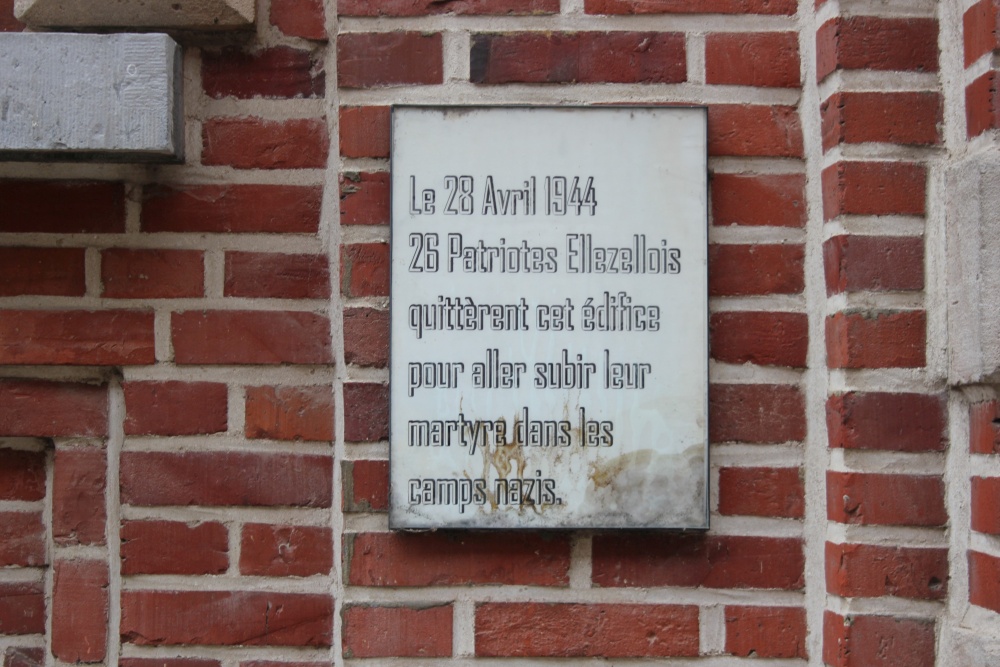 Le 28 Avril 1944
26 Patriotes Ellezellois
quittèrent cet édifice
pour aller subir leur
martyre dans les
camps nazis.